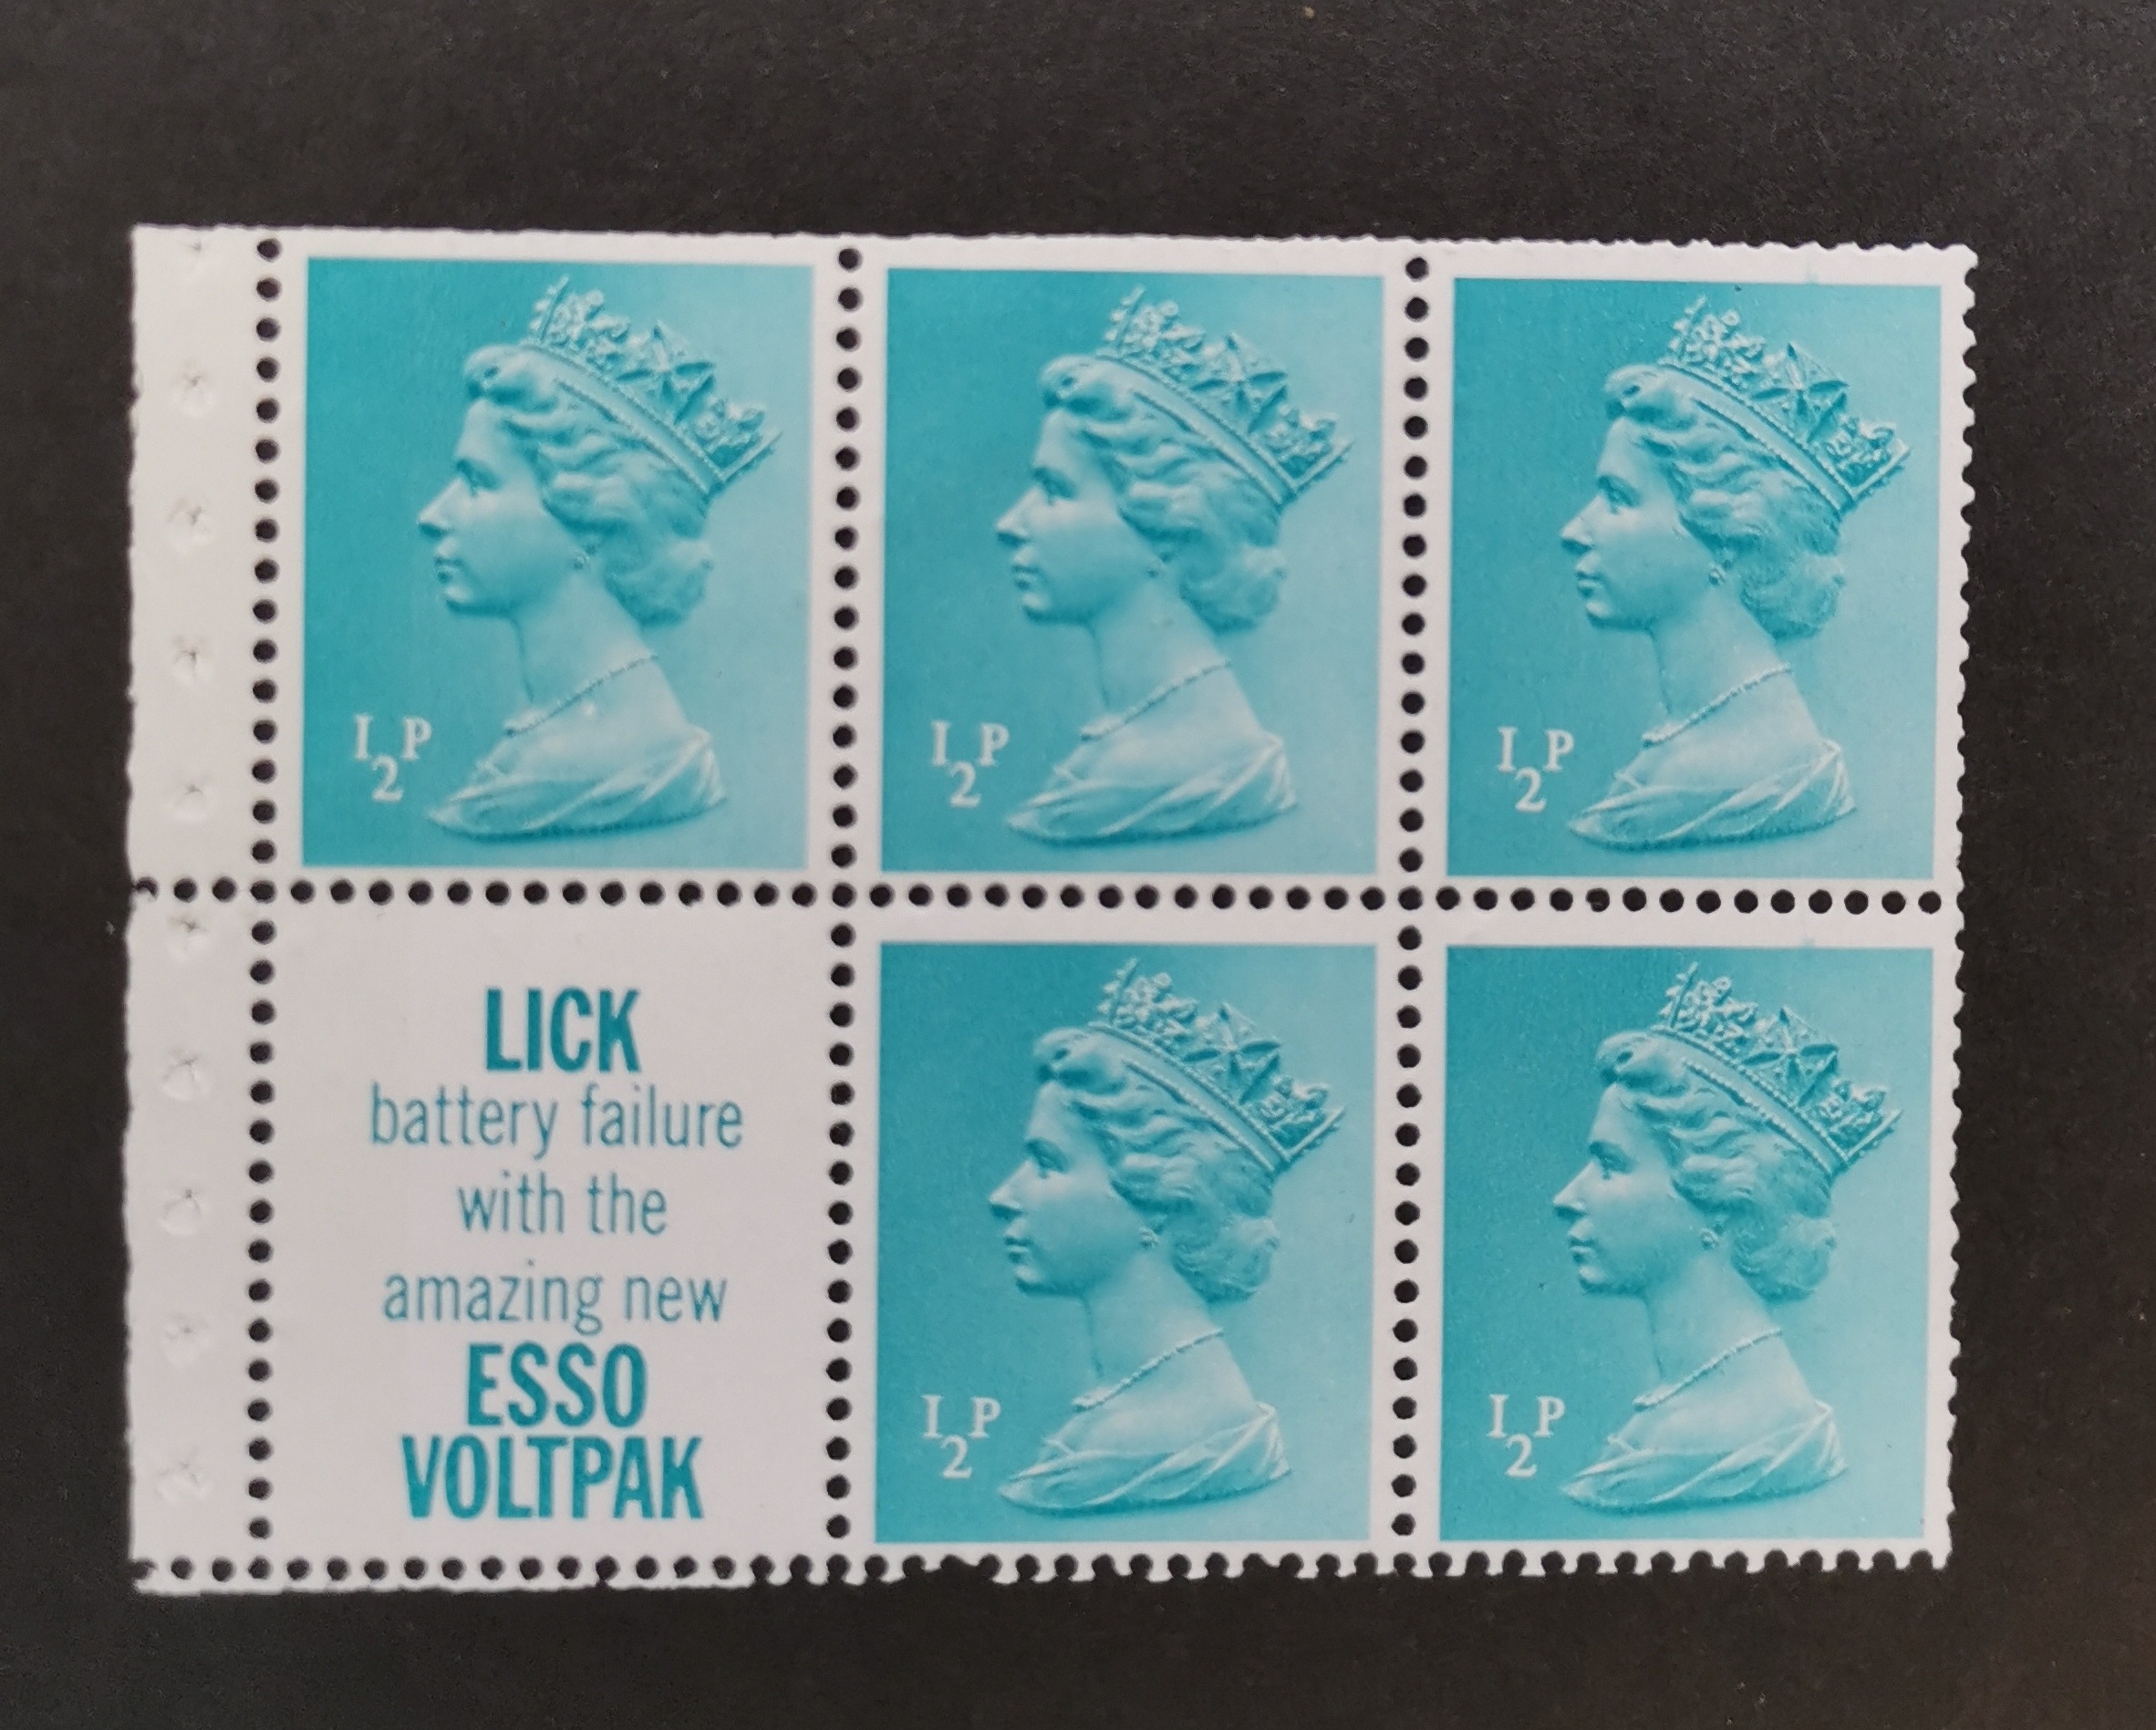 ½P
½P
½P
LICK
battery failure
with the
amazing new
ESSO
VOLTPAK
½P
½P